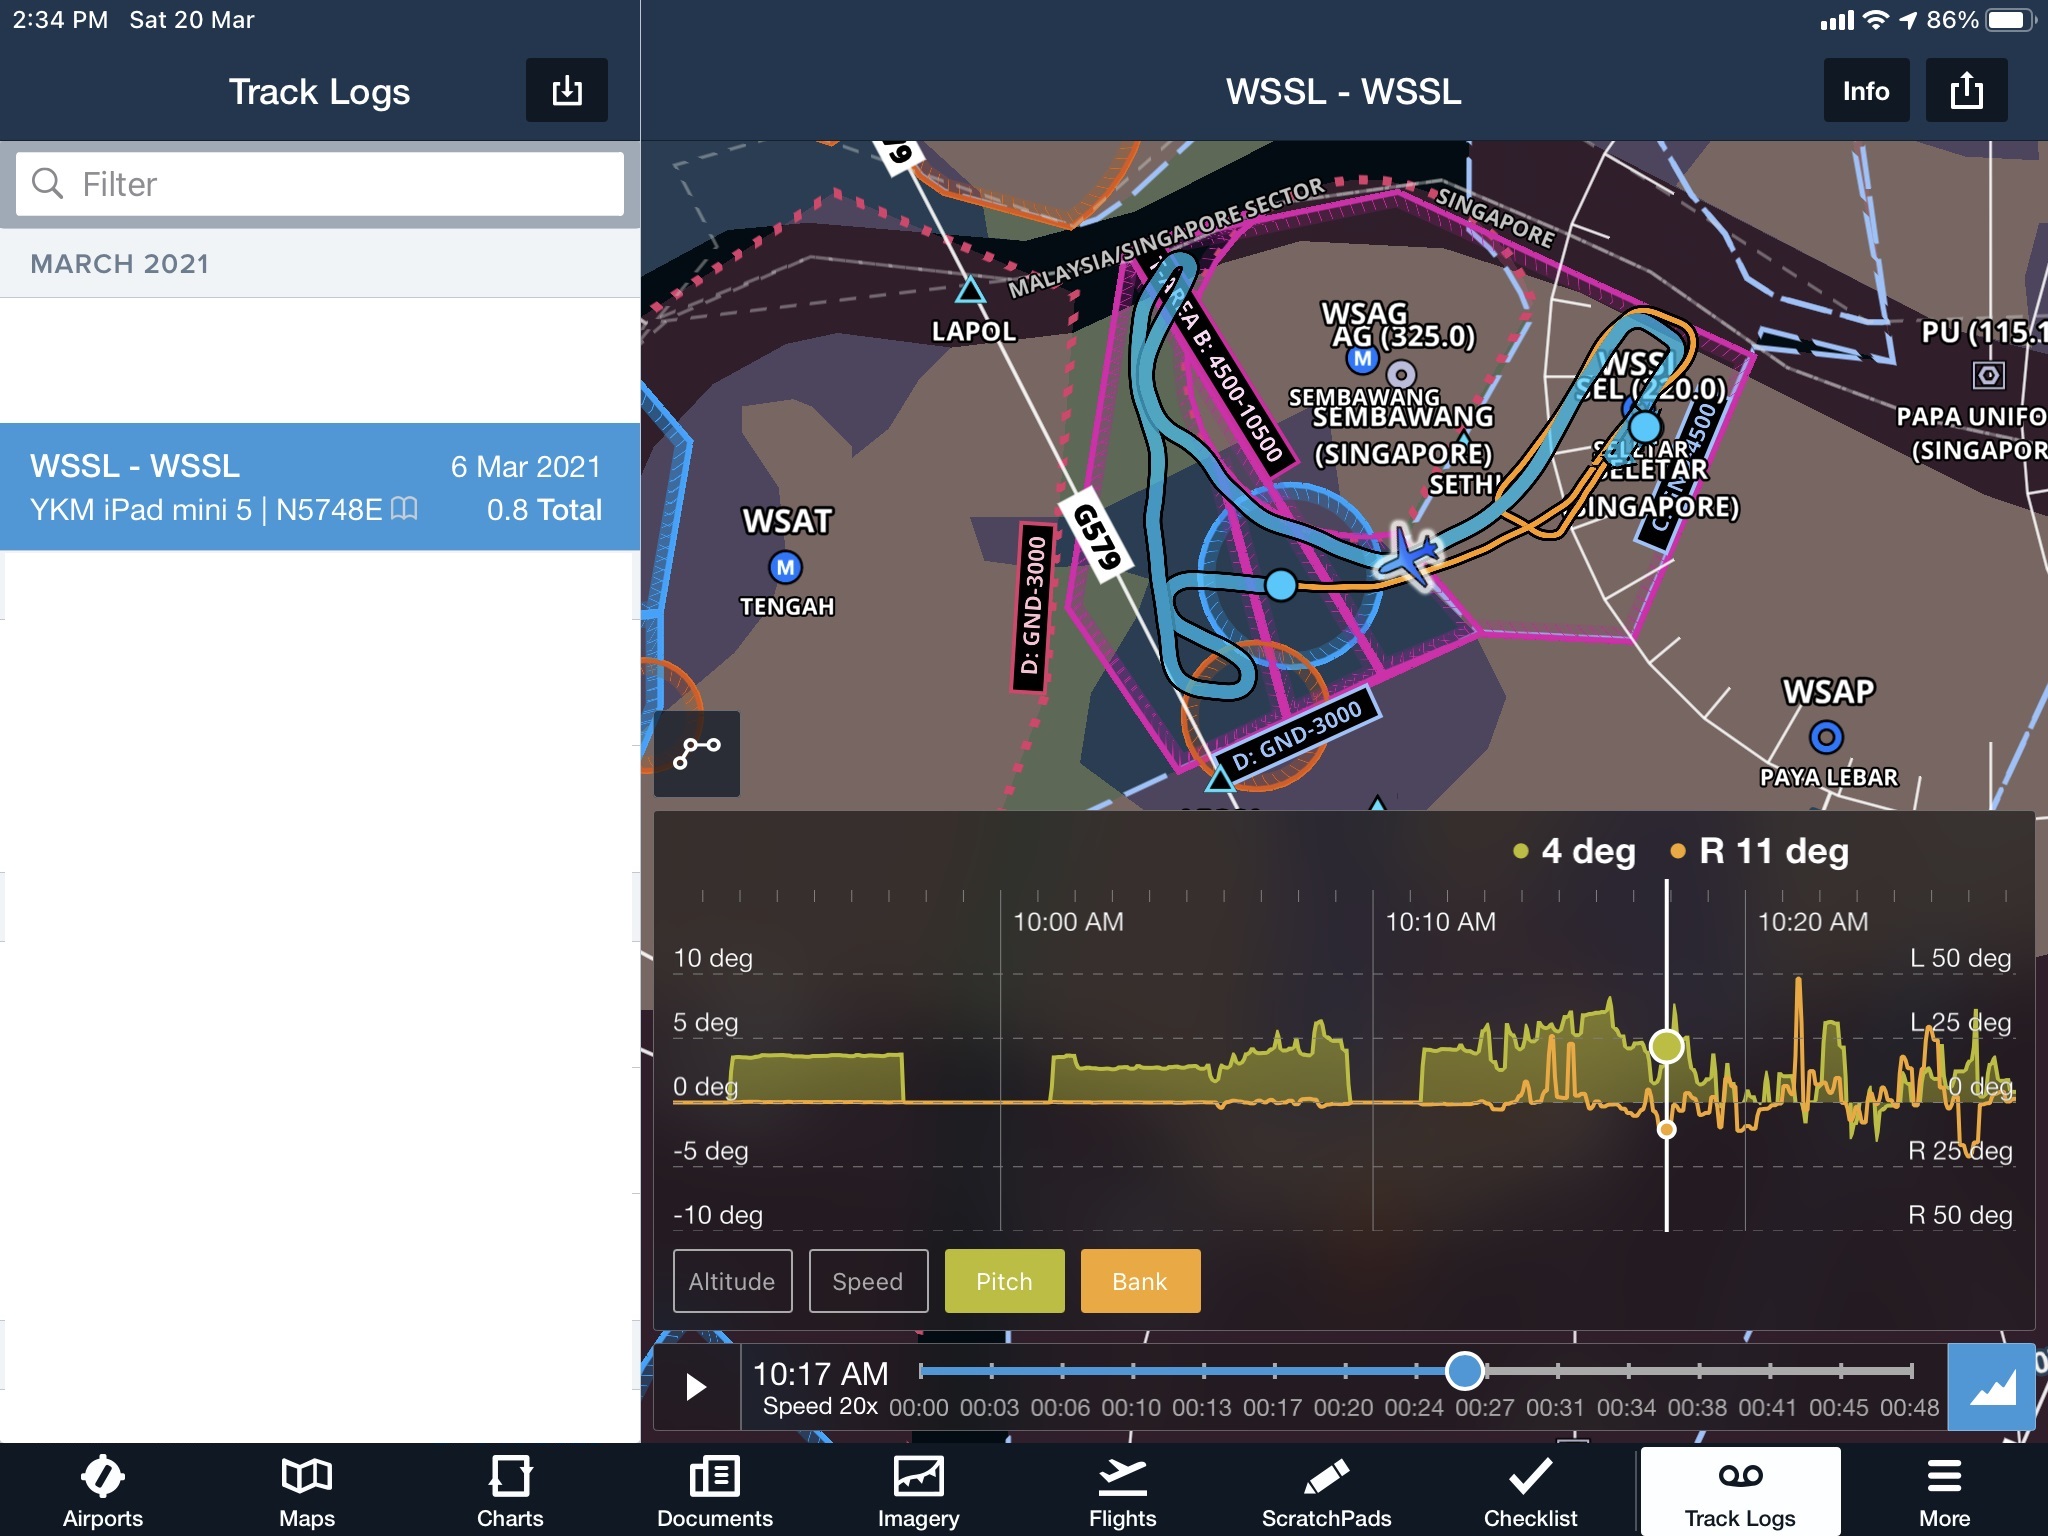 2:34 PM Sat 20 Mar
86%
Track Logs
WSSL - WSSL
Info
Filter
MARCH 2021
WSSL - WSSL 6 Mar 2021
YKM iPad mini 5 | N5748E 0.8 Total
MALAYSIA/SINGAPORE SECTOR
SINGAPORE
LAPOL
AREA B: 4500-10500
WSAG
AG (325.0)
SEMBAWANG
SEMBAWANG
(SINGAPORE)
SEL (220.0)
SELETAR
SELETAR
PU (115.1
PAPA UNIFO
(SINGAPOR
WSAT
TENGAH
G579
D: GND-3000
D: GND-3000
WSAP
PAYA LEBAR
4 deg R 11 deg
10:00 AM 10:10 AM 10:20 AM
10 deg L 50 deg
5 deg L 25 deg
0 deg 0 deg
-5 deg R 25 deg
-10 deg R 50 deg
Altitude Speed Pitch Bank
10:17 AM
Speed 20x 00:00 00:03 00:06 00:10 00:13 00:17 00:20 00:24 00:27 00:31 00:34 00:38 00:41 00:45 00:48
Airports Maps Charts Documents Imagery Flights ScratchPads Checklist Track Logs More